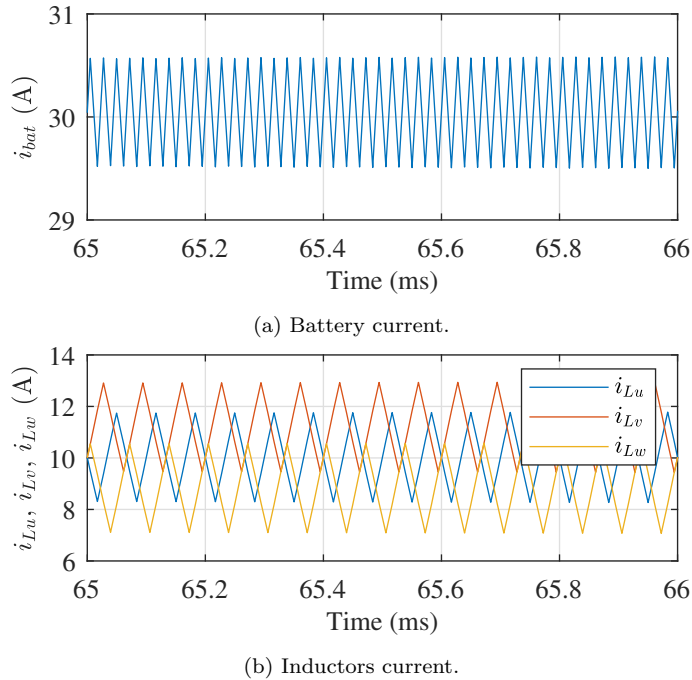 31
30
29
i_bat (A)
65 65.2 65.4 65.6 65.8 66
Time (ms)
(a) Battery current.
14
12
10
8
6
i_Lu, i_Lv, i_Lw (A)
i_Lu
i_Lv
i_Lw
65 65.2 65.4 65.6 65.8 66
Time (ms)
(b) Inductors current.